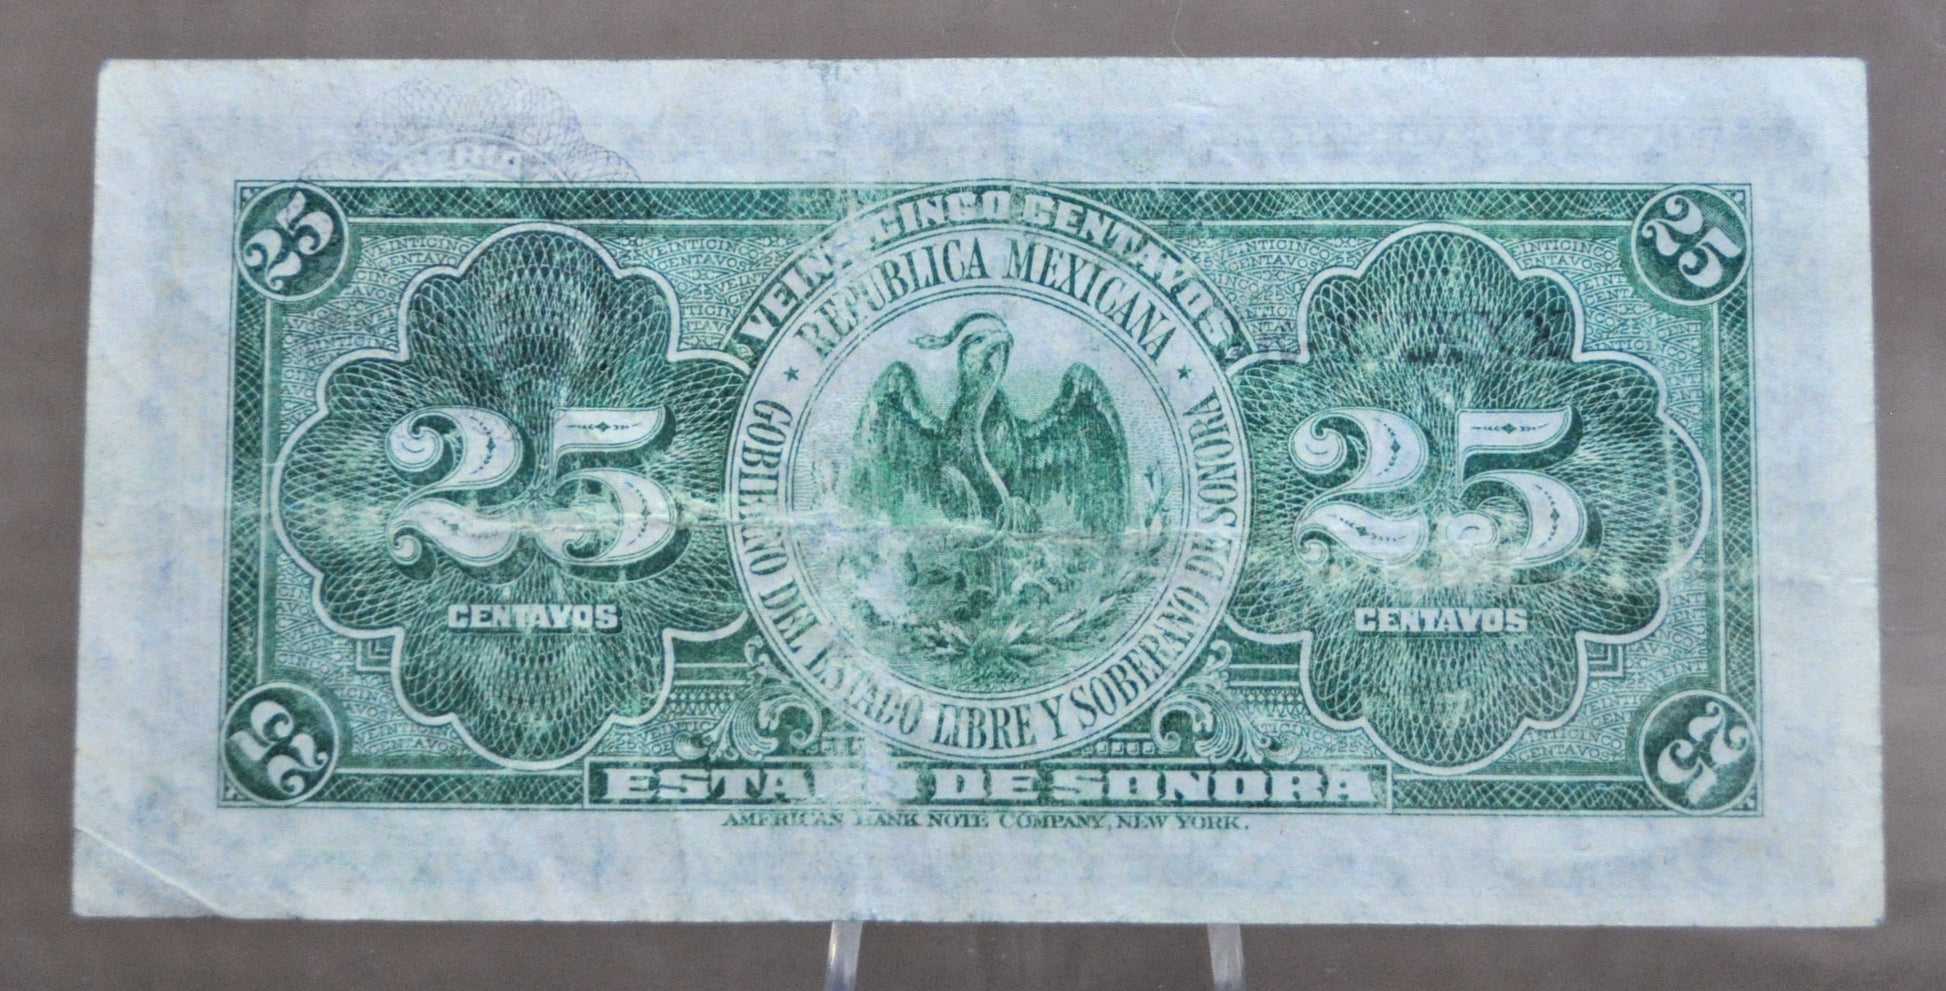 25
25
VEINTICINCO CENTAVOS
REPUBLICA MEXICANA
GOBIERNO DEL ESTADO LIBRE Y SOBERANO DE SONORA
25
CENTAVOS
25
CENTAVOS
25
25
ESTADO DE SONORA
AMERICAN BANK NOTE COMPANY, NEW YORK.